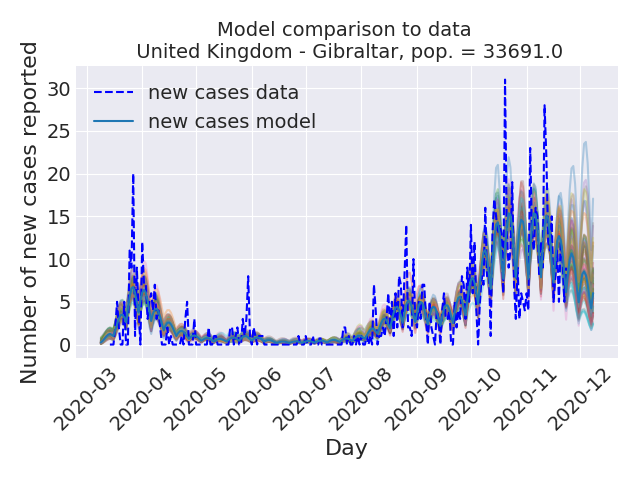 Model comparison to data
United Kingdom - Gibraltar, pop. = 33691.0
Number of new cases reported
30
25
20
15
10
5
0
new cases data
new cases model
2020-03
2020-04
2020-05
2020-06
2020-07
2020-08
2020-09
2020-10
2020-11
2020-12
Day